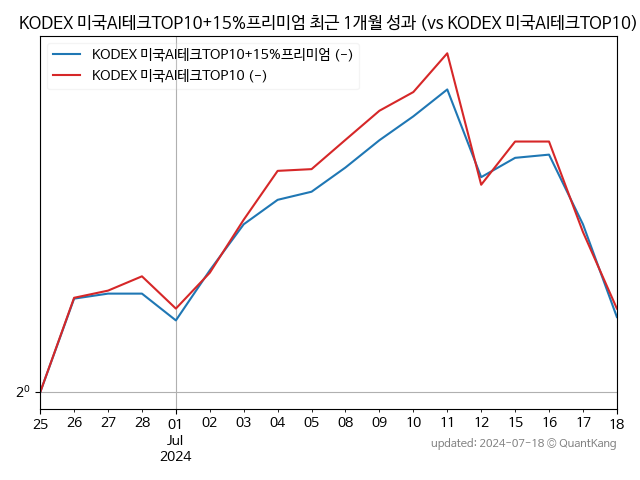 KODEX 미국AI테크TOP10+15%프리미엄 최근 1개월 성과 (vs KODEX 미국AI테크TOP10)
KODEX 미국AI테크TOP10+15%프리미엄 (-)
KODEX 미국AI테크TOP10 (-)
2⁰
25 26 27 28 01 02 03 04 05 08 09 10 11 12 15 16 17 18
Jul
2024
updated: 2024-07-18 © QuantKang